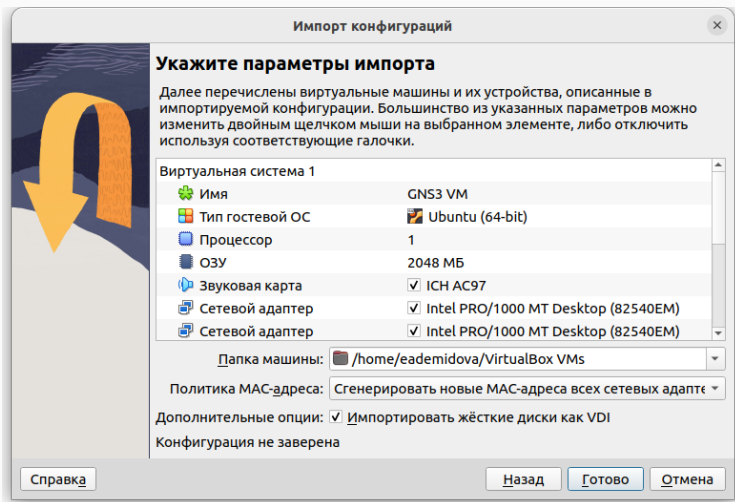 Импорт конфигураций
Укажите параметры импорта
Далее перечислены виртуальные машины и их устройства, описанные в
импортируемой конфигурации. Большинство из указанных параметров можно
изменить двойным щелчком мыши на выбранном элементе, либо отключить
используя соответствующие галочки.
Виртуальная система 1
Имя GNS3 VM
Тип гостевой ОС Ubuntu (64-bit)
Процессор 1
ОЗУ 2048 МБ
Звуковая карта ICH AC97
Сетевой адаптер Intel PRO/1000 MT Desktop (82540EM)
Сетевой адаптер Intel PRO/1000 MT Desktop (82540EM)
Папка машины: /home/eademidova/VirtualBox VMs
Политика MAC-адреса: Сгенерировать новые MAC-адреса всех сетевых адапте
Дополнительные опции: Импортировать жёсткие диски как VDI
Конфигурация не заверена
Справка Назад Готово Отмена